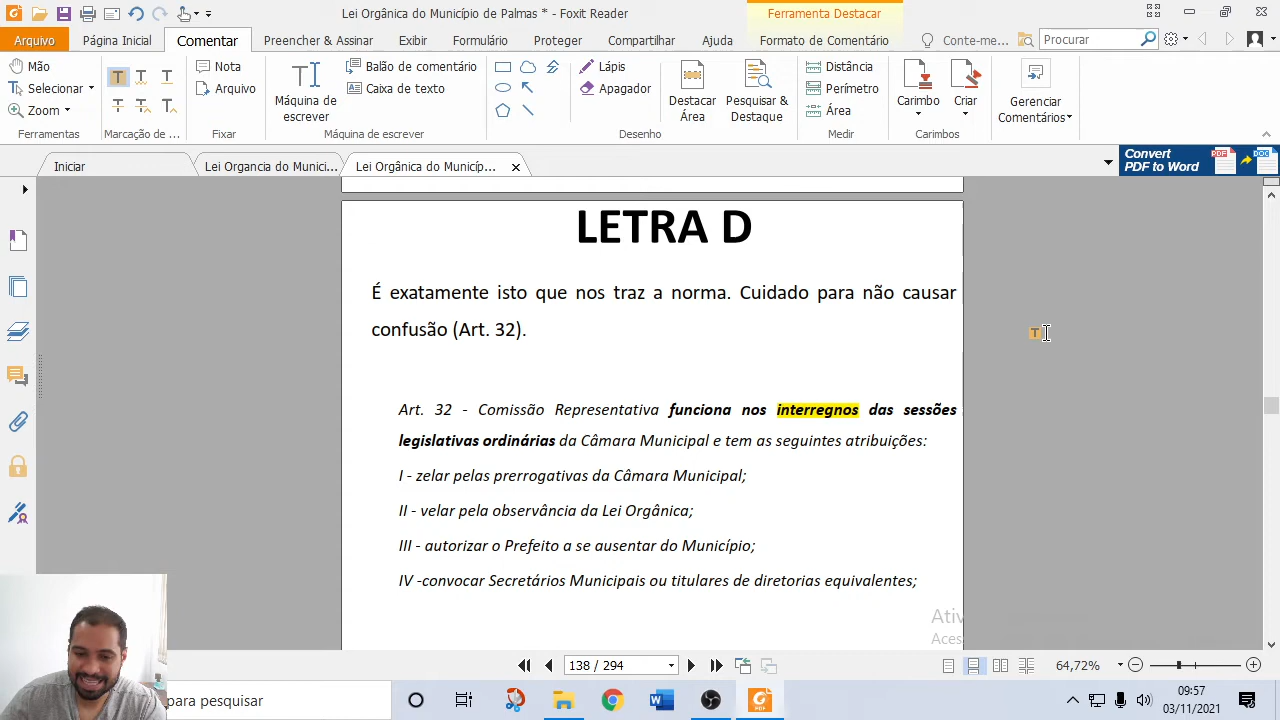 Lei Orgânica do Município de Palmas * - Foxit Reader
Ferramenta Destacar
Arquivo
Página Inicial
Comentar
Preencher & Assinar
Exibir
Formulário
Proteger
Compartilhar
Ajuda
Formato de Comentário
Conte-me...
Procurar
Mão
Selecionar
Zoom
Ferramentas
Marcação de ...
Nota
Arquivo
Fixar
Máquina de
escrever
Balão de comentário
Caixa de texto
Máquina de escrever
Lápis
Apagador
Desenho
Destacar
Área
Pesquisar &
Destaque
Distância
Perímetro
Área
Medir
Carimbo
Criar
Carimbos
Gerenciar
Comentários
Iniciar
Lei Organcia do Munici...
Lei Orgânica do Municíp...
Convert
PDF to Word
PDF
DOC
LETRA D
É exatamente isto que nos traz a norma. Cuidado para não causar
confusão (Art. 32).
Art. 32 - Comissão Representativa funciona nos interregnos das sessões
legislativas ordinárias da Câmara Municipal e tem as seguintes atribuições:
I - zelar pelas prerrogativas da Câmara Municipal;
II - velar pela observância da Lei Orgânica;
III - autorizar o Prefeito a se ausentar do Município;
IV -convocar Secretários Municipais ou titulares de diretorias equivalentes;
Ativ
Aces
138 / 294
64,72%
para pesquisar
09:57
03/11/2021